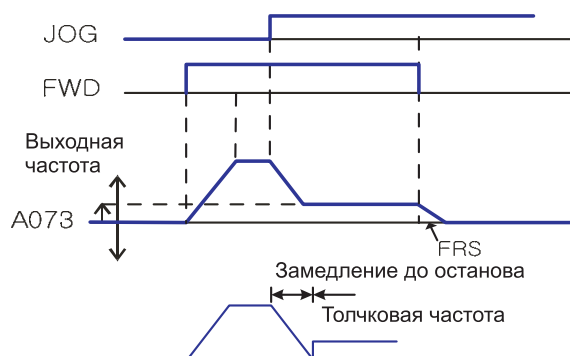 JOG
FWD
Выходная
частота
A073
FRS
Замедление до останова
Толчковая частота